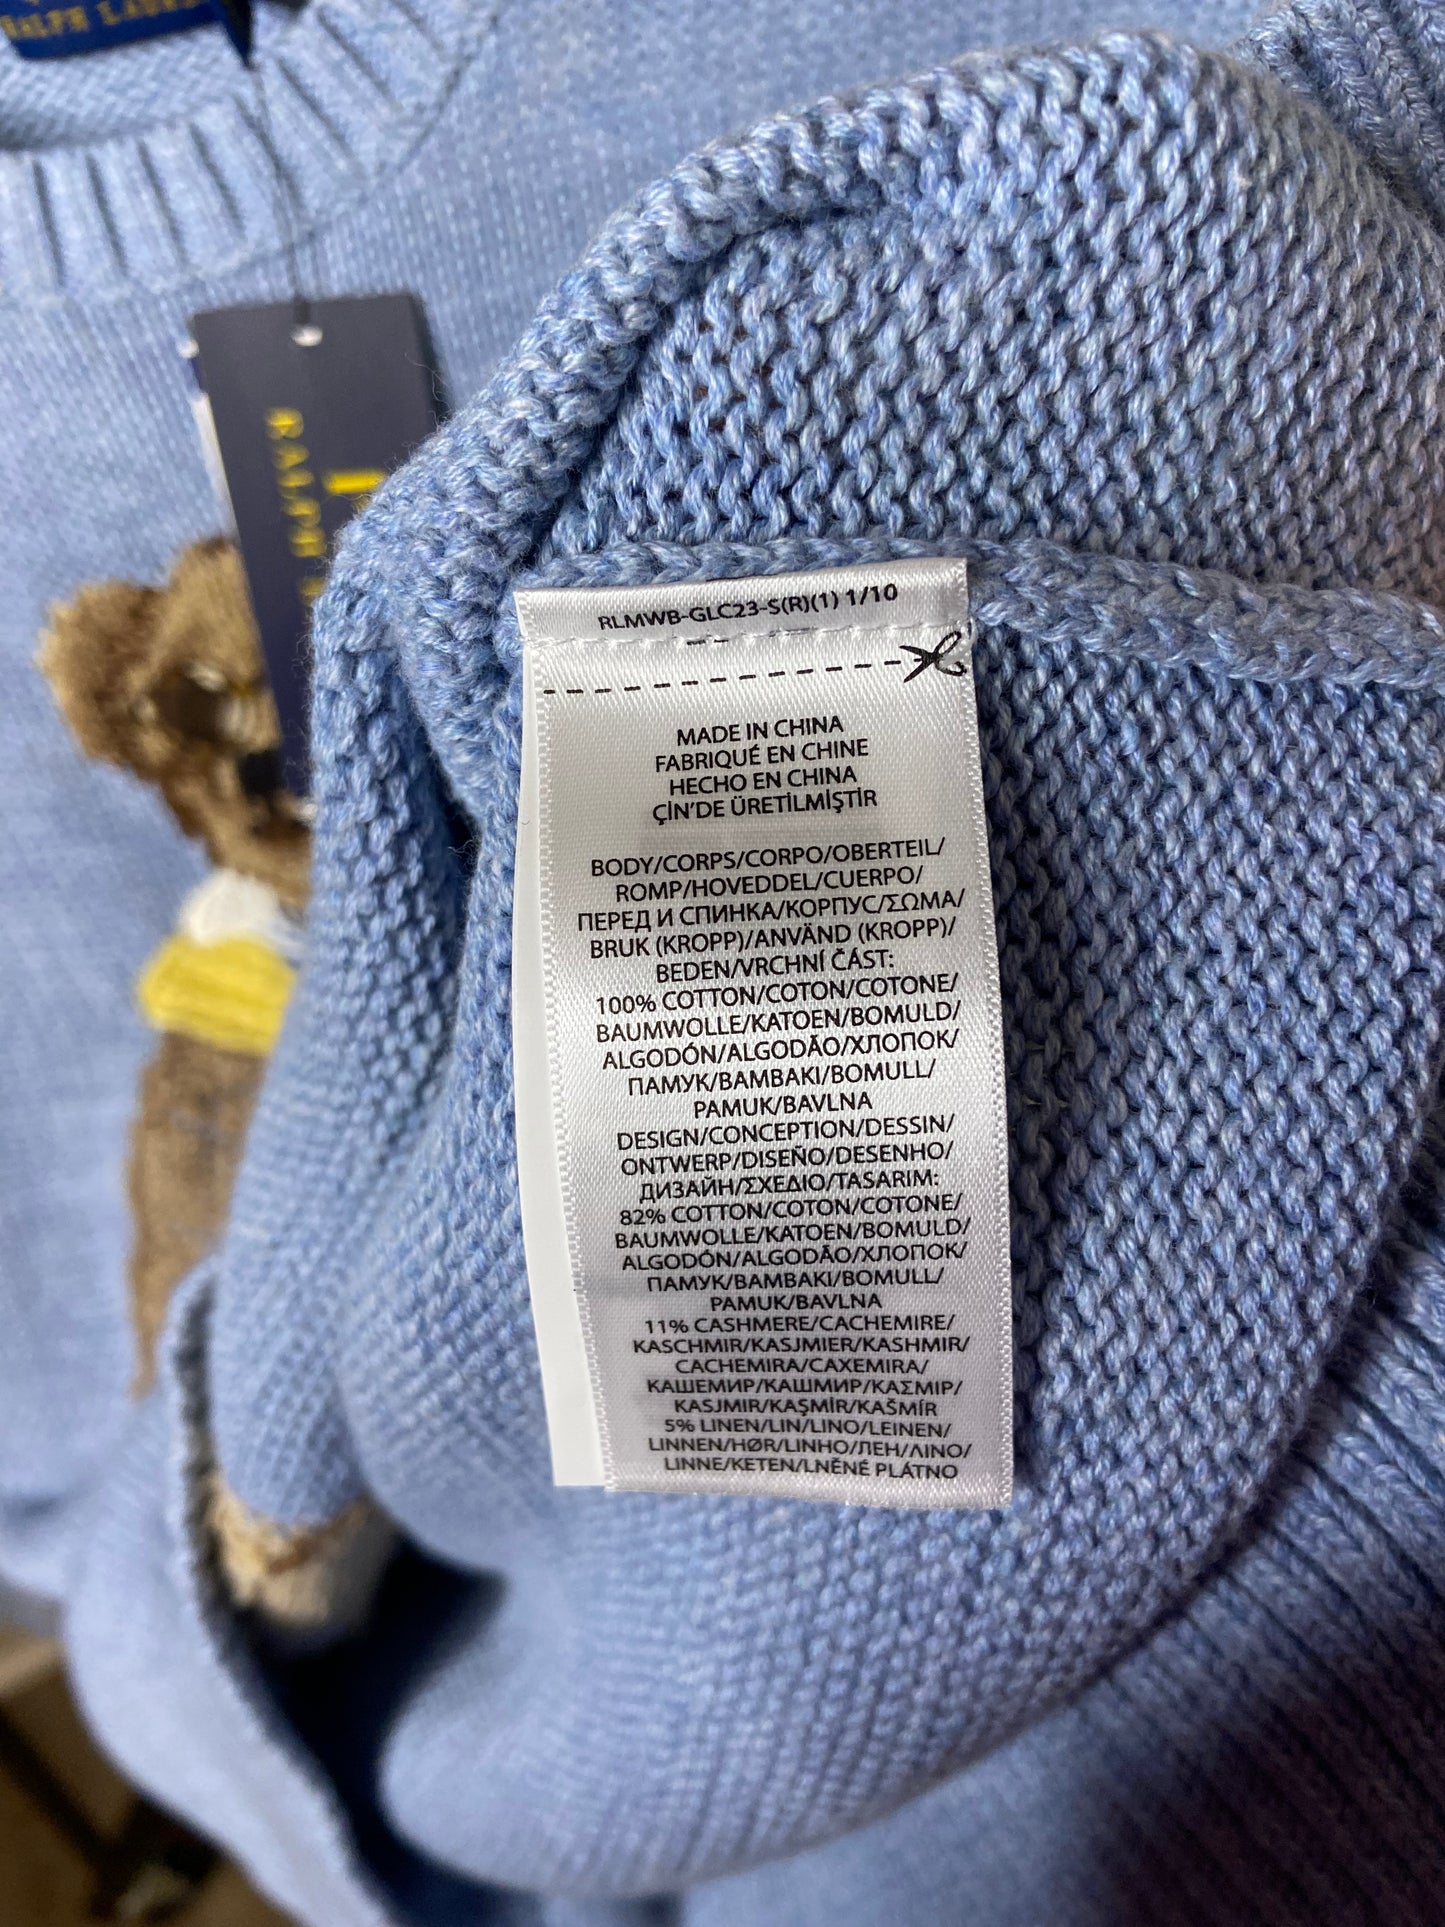 RALPH LAUREN
RALPH
RLMWB-GLC23-S(R)(1) 1/10
MADE IN CHINA
FABRIQUÉ EN CHINE
HECHO EN CHINA
ÇİN'DE ÜRETİLMİŞTİR
BODY/CORPS/CORPO/OBERTEIL/
ROMP/HOVEDDEL/CUERPO/
ПЕРЕД И СПИНКА/КОРПУС/ΣΩΜΑ/
BRUK (KROPP)/ANVÄND (KROPP)/
BEDEN/VRCHNÍ ČÁST:
100% COTTON/COTON/COTONE/
BAUMWOLLE/KATOEN/BOMULD/
ALGODÓN/ALGODÃO/ХЛОПОК/
ПАМУК/ΒΑΜΒΑΚΙ/BOMULL/
PAMUK/BAVLNA
DESIGN/CONCEPTION/DESSIN/
ONTWERP/DISEÑO/DESENHO/
ДИЗАЙН/ΣΧΕΔΙΟ/TASARIM:
82% COTTON/COTON/COTONE/
BAUMWOLLE/KATOEN/BOMULD/
ALGODÓN/ALGODÃO/ХЛОПОК/
ПАМУК/ΒΑΜΒΑΚΙ/BOMULL/
PAMUK/BAVLNA
11% CASHMERE/CACHEMIRE/
KASCHMIR/KASJMIER/KASHMIR/
CACHEMIRA/CAXEMIRA/
КАШЕМИР/КАШМИР/ΚΑΣΜΙΡ/
KASJMIR/KAŞMİR/KAŠMÍR
5% LINEN/LIN/LINO/LEINEN/
LINNEN/HØR/LINHO/ЛЕН/ΛΙΝΟ/
LINNE/KETEN/LNĚNÉ PLÁTNO